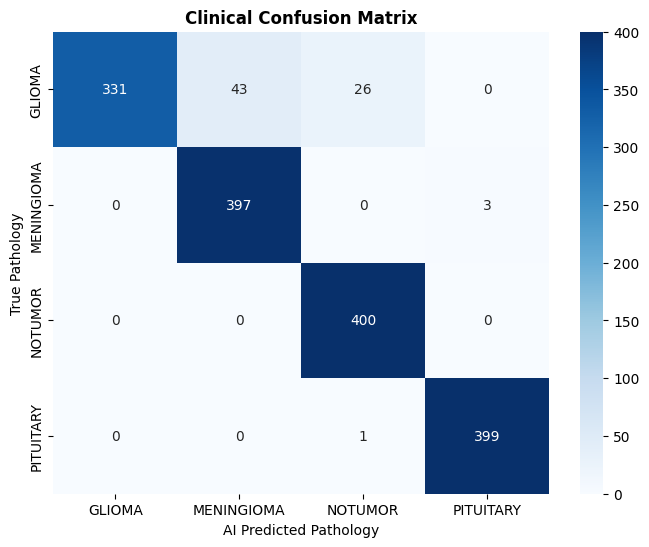 Clinical Confusion Matrix
True Pathology
GLIOMA 331 43 26 0
MENINGIOMA 0 397 0 3
NOTUMOR 0 0 400 0
PITUITARY 0 0 1 399
GLIOMA MENINGIOMA NOTUMOR PITUITARY
AI Predicted Pathology
400
350
300
250
200
150
100
50
0